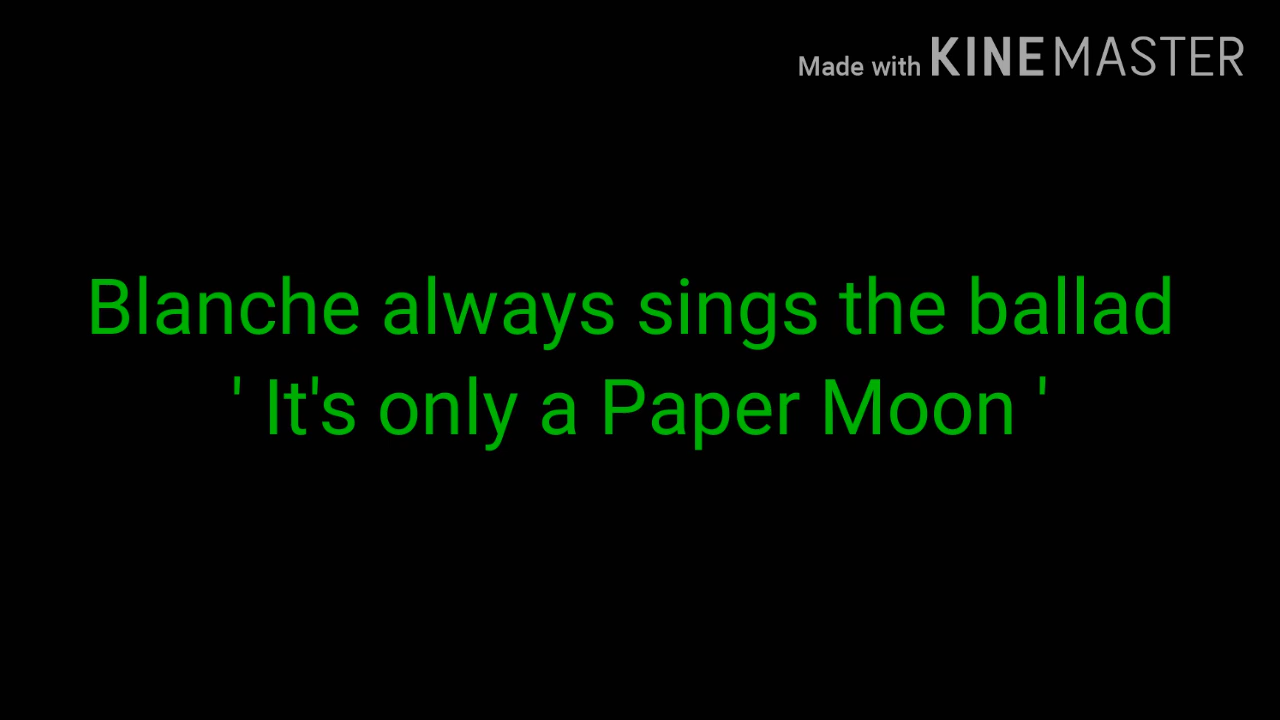 Made with KINEMASTER
Blanche always sings the ballad
' It's only a Paper Moon '